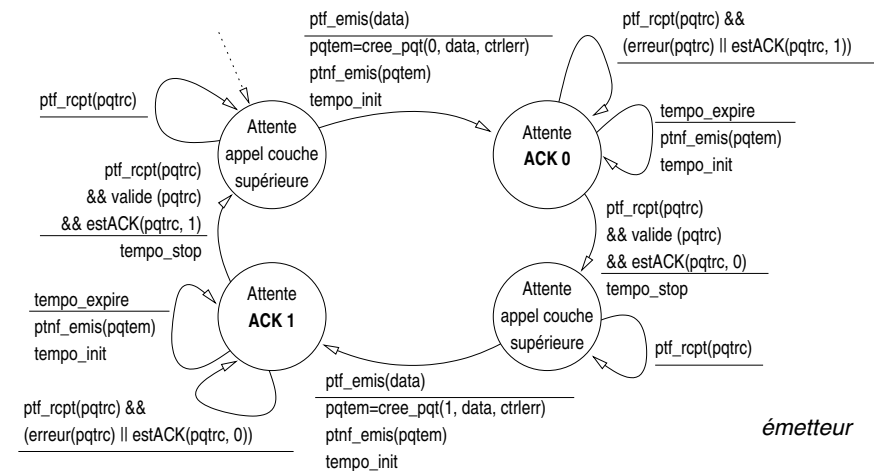 ptf_emis(data)
pqtem=cree_pqt(0, data, ctrlerr)
ptnf_emis(pqtem)
tempo_init
ptf_rcpt(pqtrc) &&
(erreur(pqtrc) || estACK(pqtrc, 1))
ptf_rcpt(pqtrc)
Attente
appel couche
supérieure
Attente
ACK 0
tempo_expire
ptnf_emis(pqtem)
tempo_init
ptf_rcpt(pqtrc)
&& valide (pqtrc)
&& estACK(pqtrc, 1)
tempo_stop
ptf_rcpt(pqtrc)
&& valide (pqtrc)
&& estACK(pqtrc, 0)
tempo_stop
tempo_expire
ptnf_emis(pqtem)
tempo_init
Attente
ACK 1
Attente
appel couche
supérieure
ptf_rcpt(pqtrc)
ptf_rcpt(pqtrc) &&
(erreur(pqtrc) || estACK(pqtrc, 0))
ptf_emis(data)
pqtem=cree_pqt(1, data, ctrlerr)
ptnf_emis(pqtem)
tempo_init
émetteur